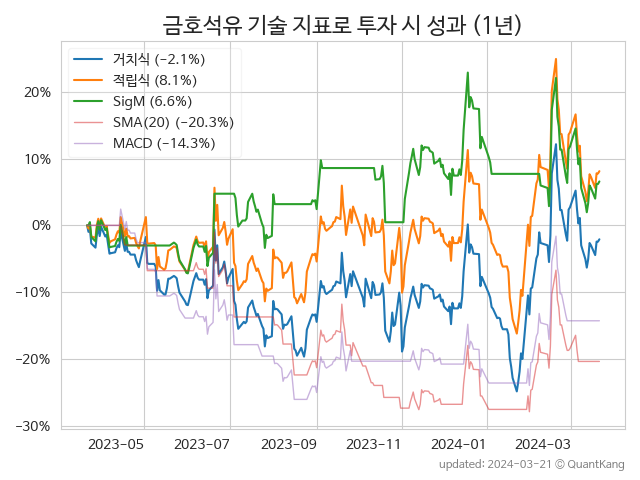 금호석유 기술 지표로 투자 시 성과 (1년)
거치식 (−2.1%)
적립식 (8.1%)
SigM (6.6%)
SMA(20) (−20.3%)
MACD (−14.3%)
20%
10%
0%
−10%
−20%
−30%
2023−05 2023−07 2023−09 2023−11 2024−01 2024−03
updated: 2024−03−21 © QuantKang